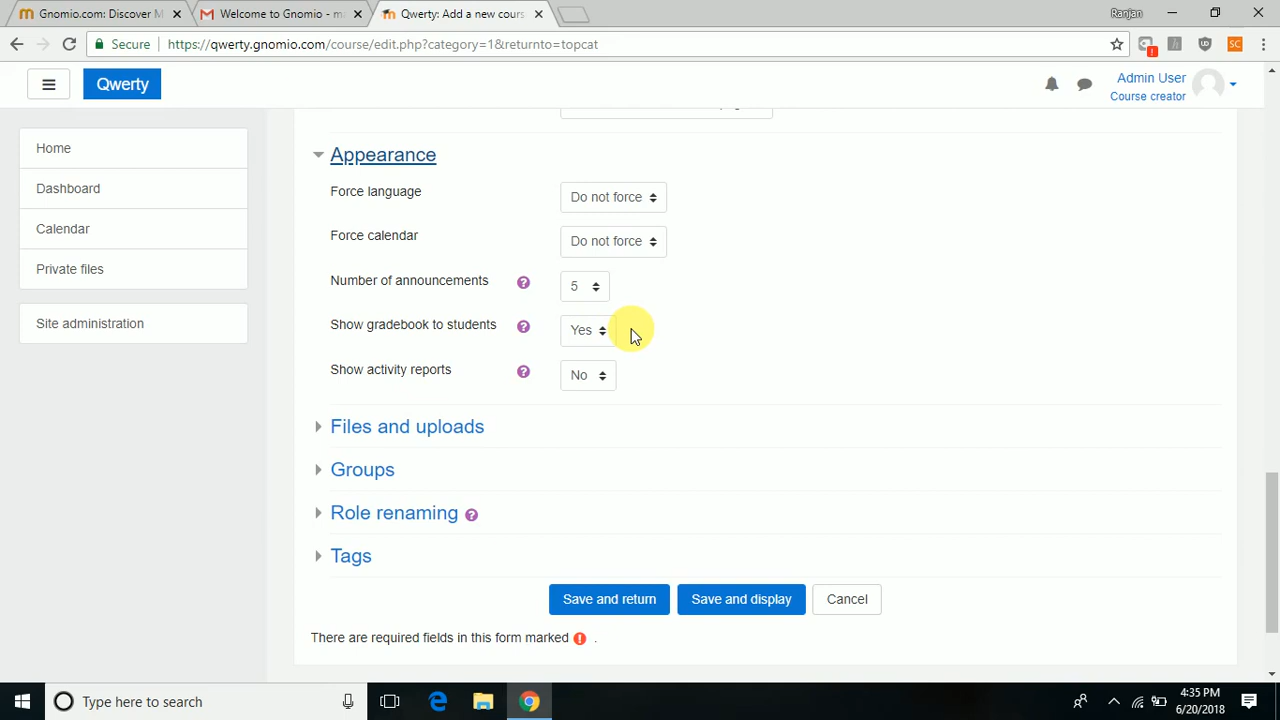 Gnomio.com: Discover M
Welcome to Gnomio - ma
Qwerty: Add a new cours
Ranjan
Secure
https://qwerty.gnomio.com/course/edit.php?category=1&returnto=topcat
SC
Qwerty
Admin User
Course creator
Home
Dashboard
Calendar
Private files
Site administration
Appearance
Force language
Do not force
Force calendar
Do not force
Number of announcements ?
5
Show gradebook to students ?
Yes
Show activity reports ?
No
Files and uploads
Groups
Role renaming ?
Tags
Save and return
Save and display
Cancel
There are required fields in this form marked ! .
Type here to search
4:35 PM
6/20/2018